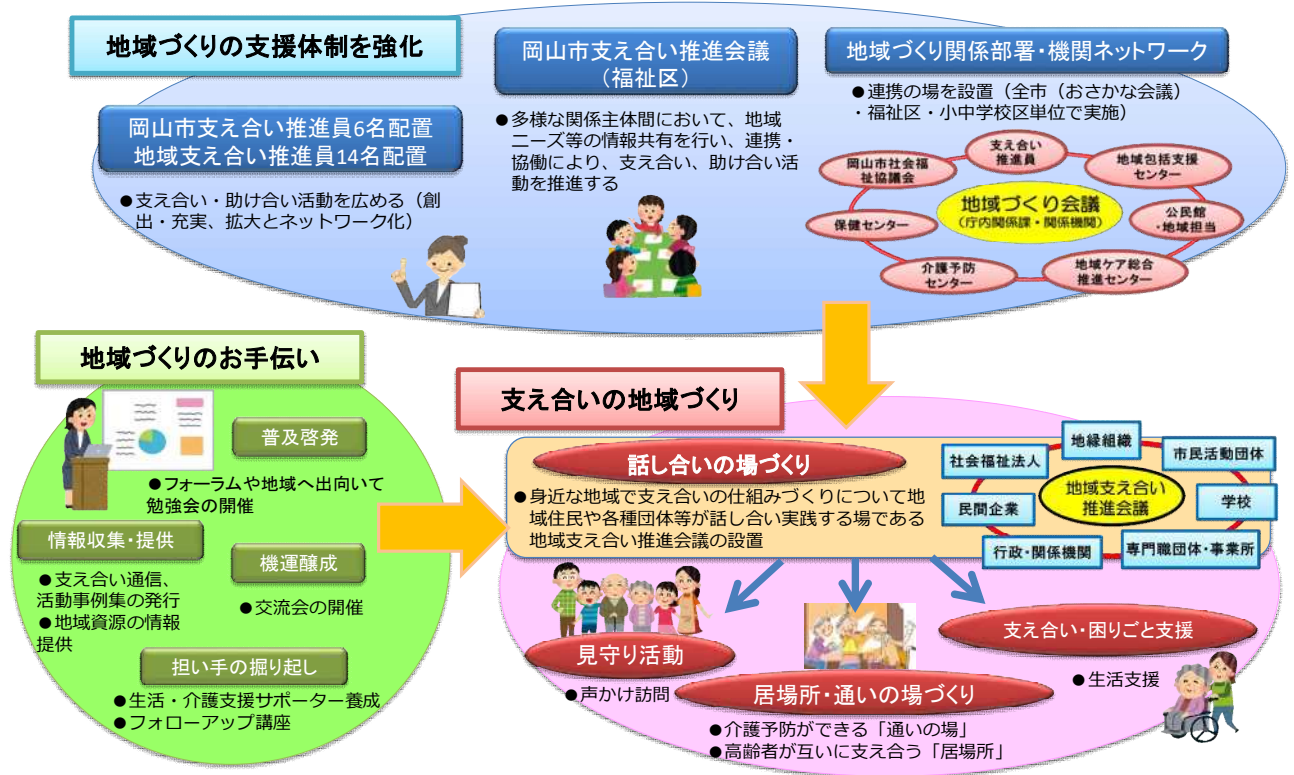 地域づくりの支援体制を強化
岡山市支え合い推進員6名配置
地域支え合い推進員14名配置
●支え合い・助け合い活動を広める（創
出・充実、拡大とネットワーク化）
岡山市支え合い推進会議
（福祉区）
●多様な関係主体間において、地域
ニーズ等の情報共有を行い、連携・
協働により、支え合い、助け合い活
動を推進する
地域づくり関係部署・機関ネットワーク
●連携の場を設置（全市（おさかな会議）
・福祉区・小中学校区単位で実施）
支え合い
推進員
岡山市社会福
祉協議会
地域包括支援
センター
地域づくり会議
（庁内関係課・関係機関）
保健センター
公民館
・地域担当
介護予防
センター
地域ケア総合
推進センター
地域づくりのお手伝い
普及啓発
●フォーラムや地域へ出向いて
勉強会の開催
情報収集・提供
●支え合い通信、
活動事例集の発行
●地域資源の情報
提供
機運醸成
●交流会の開催
担い手の掘り起し
●生活・介護支援サポーター養成
●フォローアップ講座
支え合いの地域づくり
話し合いの場づくり
●身近な地域で支え合いの仕組みづくりについて地
域住民や各種団体等が話し合い実践する場である
地域支え合い推進会議の設置
地縁組織
社会福祉法人
市民活動団体
地域支え合い
推進会議
民間企業
学校
行政・関係機関
専門職団体・事業所
見守り活動
●声かけ訪問
居場所・通いの場づくり
●介護予防ができる「通いの場」
●高齢者が互いに支え合う「居場所」
支え合い・困りごと支援
●生活支援